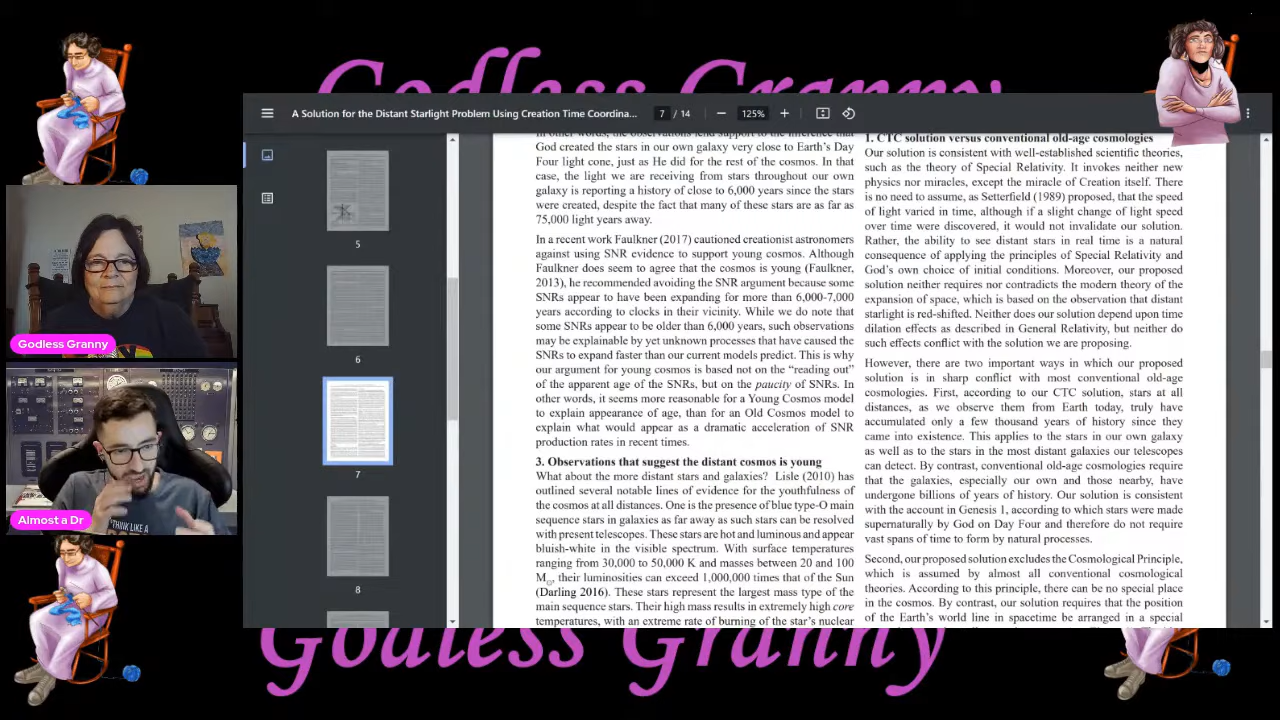 Godless Granny
A Solution for the Distant Starlight Problem Using Creation Time Coordina...
7 / 14
125%
5
6
7
8
In other words, the observations lend support to the inference that
God created the stars in our own galaxy very close to Earth's Day
Four light cone, just as He did for the rest of the cosmos. In that
case, the light we are receiving from stars throughout our own
galaxy is reporting a history of close to 6,000 years since the stars
were created, despite the fact that many of these stars are as far as
75,000 light years away.
In a recent work Faulkner (2017) cautioned creationist astronomers
against using SNR evidence to support young cosmos. Although
Faulkner does seem to agree that the cosmos is young (Faulkner,
2013), he recommended avoiding the SNR argument because some
SNRs appear to have been expanding for more than 6,000-7,000
years according to clocks in their vicinity. While we do note that
some SNRs appear to be older than 6,000 years, such observations
may be explainable by yet unknown processes that have caused the
SNRs to expand faster than our current models predict. This is why
our argument for young cosmos is based not on the "reading out"
of the apparent age of the SNRs, but on the paucity of SNRs. In
other words, it seems more reasonable for a Young Cosmos model
to explain appearance of age, than for an Old Cosmos model to
explain what would appear as a dramatic acceleration of SNR
production rates in recent times.
3. Observations that suggest the distant cosmos is young
What about the more distant stars and galaxies? Lisle (2010) has
outlined several notable lines of evidence for the youthfulness of
the cosmos at all distances. One is the presence of blue type-O main
sequence stars in galaxies as far away as such stars can be resolved
with present telescopes. These stars are hot and luminous and appear
bluish-white in the visible spectrum. With surface temperatures
ranging from 30,000 to 50,000 K and masses between 20 and 100
M☉, their luminosities can exceed 1,000,000 times that of the Sun
(Darling 2016). These stars represent the largest mass type of the
main sequence stars. Their high mass results in extremely high core
temperatures, with an extreme rate of burning of the star's nuclear
1. CTC solution versus conventional old-age cosmologies
Our solution is consistent with well-established scientific theories,
such as the theory of Special Relativity. It invokes neither new
physics nor miracles, except the miracle of Creation itself. There
is no need to assume, as Setterfield (1989) proposed, that the speed
of light varied in time, although if a slight change of light speed
over time were discovered, it would not invalidate our solution.
Rather, the ability to see distant stars in real time is a natural
consequence of applying the principles of Special Relativity and
God's own choice of initial conditions. Moreover, our proposed
solution neither requires nor contradicts the modern theory of the
expansion of space, which is based on the observation that distant
starlight is red-shifted. Neither does our solution depend upon time
dilation effects as described in General Relativity, but neither do
such effects conflict with the solution we are proposing.
However, there are two important ways in which our proposed
solution is in sharp conflict with most conventional old-age
cosmologies. First, according to our CTC solution, stars at all
distances, as we observe them from Earth today, truly have
accumulated only a few thousand years of history since they
came into existence. This applies to the stars in our own galaxy
as well as to the stars in the most distant galaxies our telescopes
can detect. By contrast, conventional old-age cosmologies require
that the galaxies, especially our own and those nearby, have
undergone billions of years of history. Our solution is consistent
with the account in Genesis 1, according to which stars were made
supernaturally by God on Day Four and therefore do not require
vast spans of time to form by natural processes.
Second, our proposed solution excludes the Cosmological Principle,
which is assumed by almost all conventional cosmological
theories. According to this principle, there can be no special place
in the cosmos. By contrast, our solution requires that the position
of the Earth's world line in spacetime be arranged in a special
Godless Granny
Almost a Dr
THINK LIKE A
Godless Granny